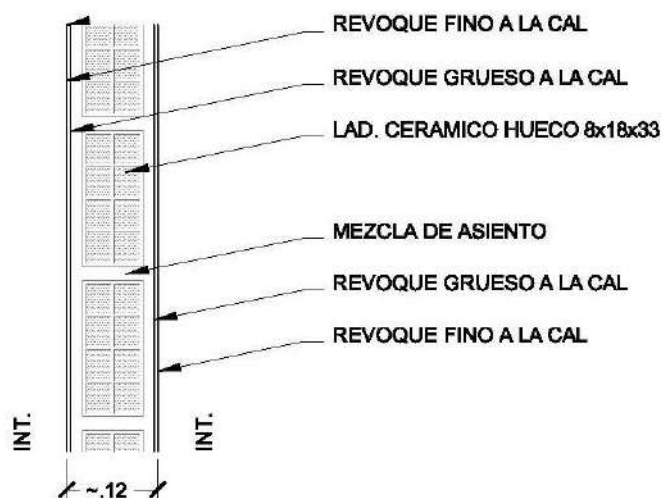 REVOQUE FINO A LA CAL
REVOQUE GRUESO A LA CAL
LAD. CERAMICO HUECO 8x18x33
MEZCLA DE ASIENTO
REVOQUE GRUESO A LA CAL
REVOQUE FINO A LA CAL
INT.
INT.
~.12